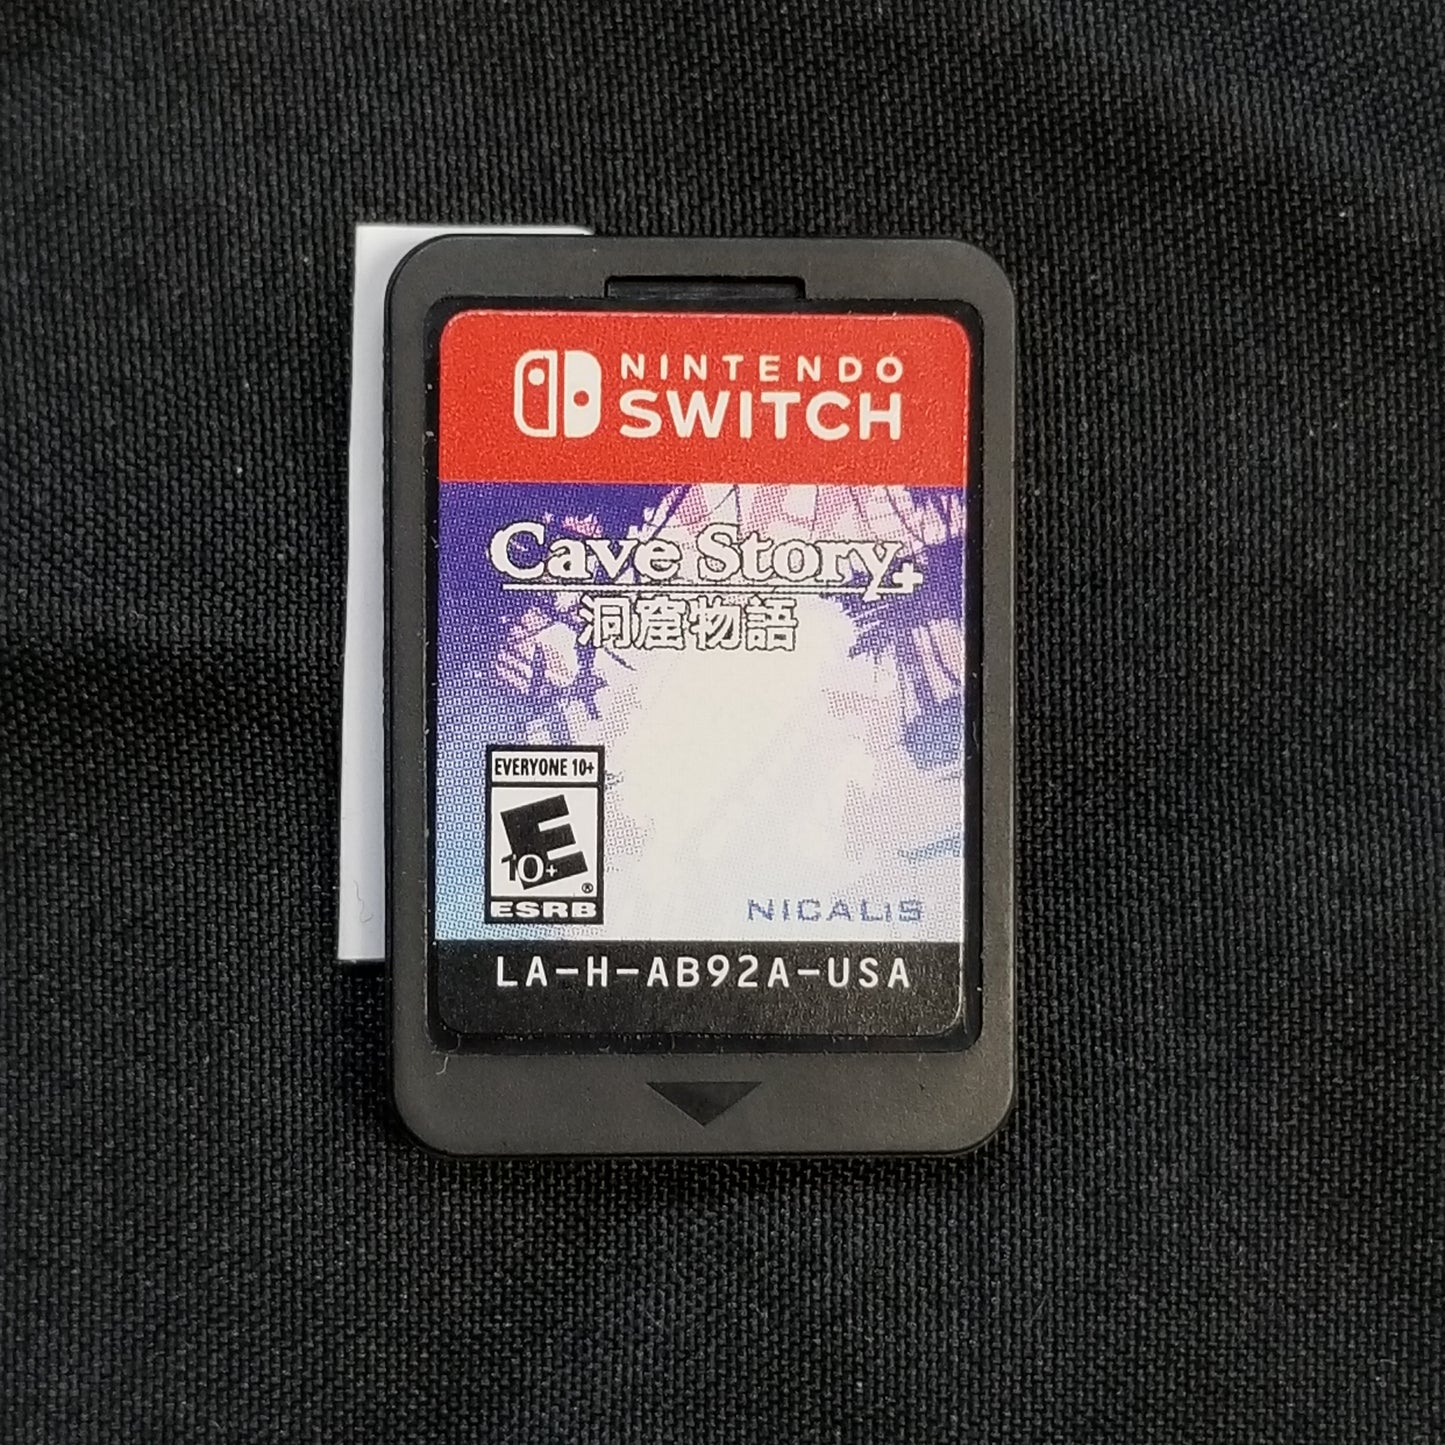 NINTENDO
SWITCH
Cave Story+
洞窟物語
EVERYONE 10+
E
10+
®
ESRB
NICALIS
LA-H-AB92A-USA